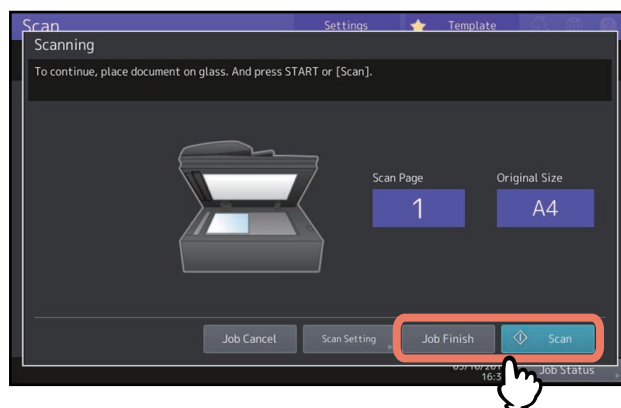 Scan Settings Template
Scanning
To continue, place document on glass. And press START or [Scan].
Scan Page Original Size
1 A4
Job Cancel Scan Setting Job Finish Scan
Job Status